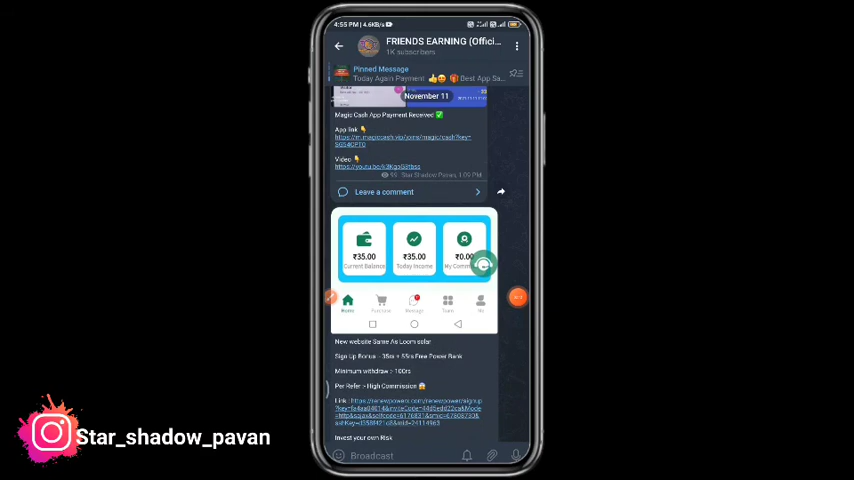 4:55 PM | 4.6KB/s
FRIENDS EARNING (Offici...
1K subscribers
Pinned Message
Today Again Payment 👍😍 🎁Best App Sa...
November 11
Magic Cash App Payment Received ✅
App link 👇
Video 👇
Star Shadow Pavan, 1:09 PM
Leave a comment
₹35.00 ₹35.00 ₹0.00
Current Balance Today Income My Comm
Home Purchase Message Team Me
New website Same As Loom solar
Sign Up Bonus - 35rs + 55rs Free Power Bank
Minimum withdraw :- 100rs
Per Refer :- High Commission 😱
Invest your own Risk
Broadcast
Star_shadow_pavan